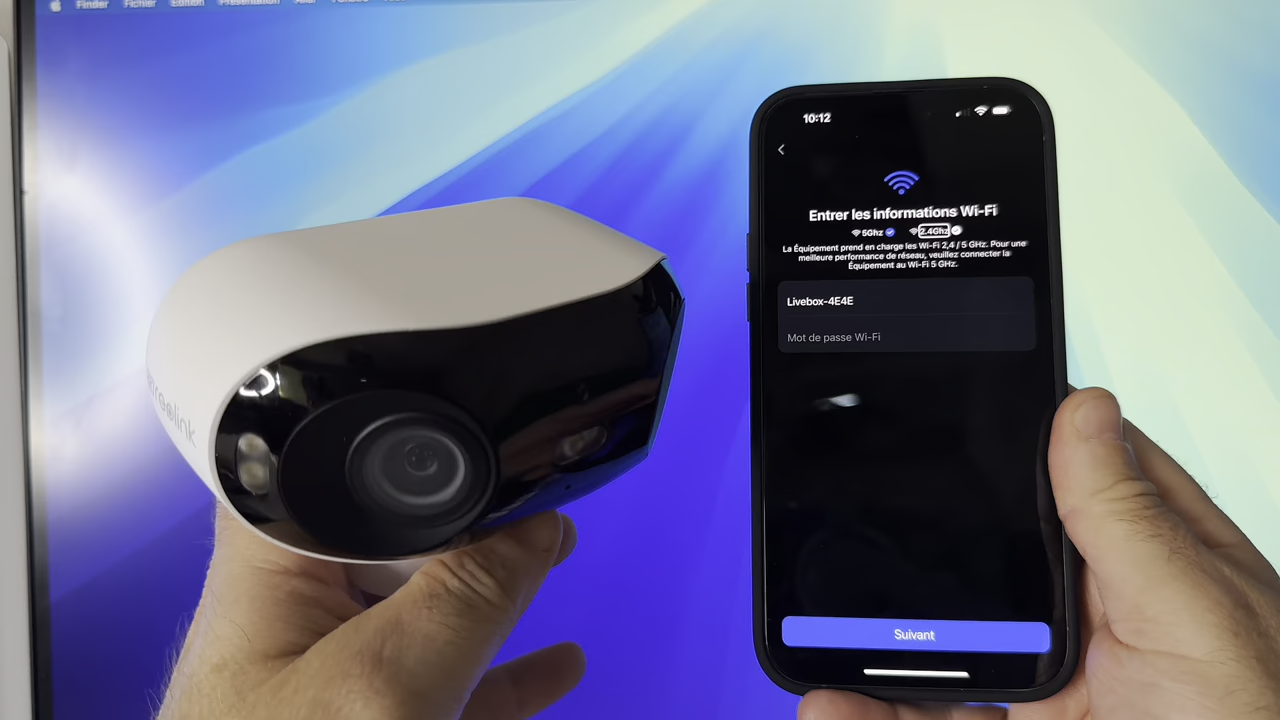 Finder Fichier Édition Présentation Aller
reolink
10:12
Entrer les informations Wi-Fi
5Ghz 2.4Ghz
La Équipement prend en charge les Wi-Fi 2,4 / 5 GHz. Pour une
meilleure performance de réseau, veuillez connecter la
Équipement au Wi-Fi 5 GHz.
Livebox-4E4E
Mot de passe Wi-Fi
Suivant